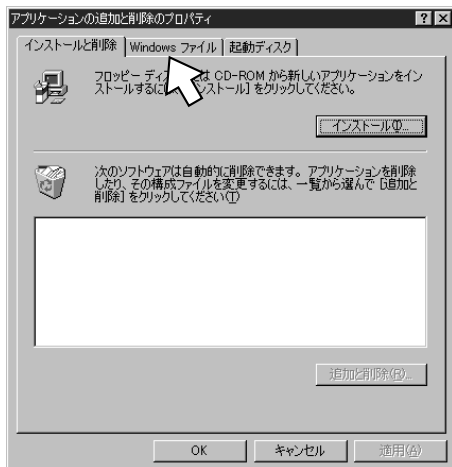 アプリケーションの追加と削除のプロパティ
インストールと削除
Windows ファイル
起動ディスク
フロッピー ディ は CD-ROM から新しいアプリケーションをイン
ストールするに ンストール] をクリックしてください。
インストール(I)...
次のソフトウェアは自動的に削除できます。アプリケーションを削除
したり、その構成ファイルを変更するには、一覧から選んで [追加と
削除] をクリックしてください(T)
追加と削除(R)...
OK
キャンセル
適用(A)